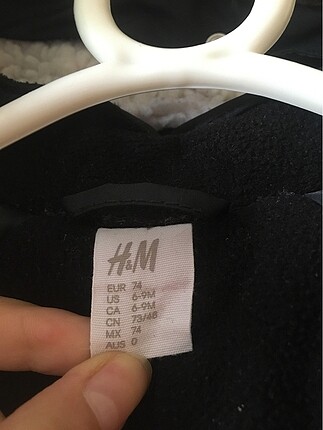 H&M
EUR 74
US 6-9M
CA 6-9M
CN 73/48
MX 74
AUS 0